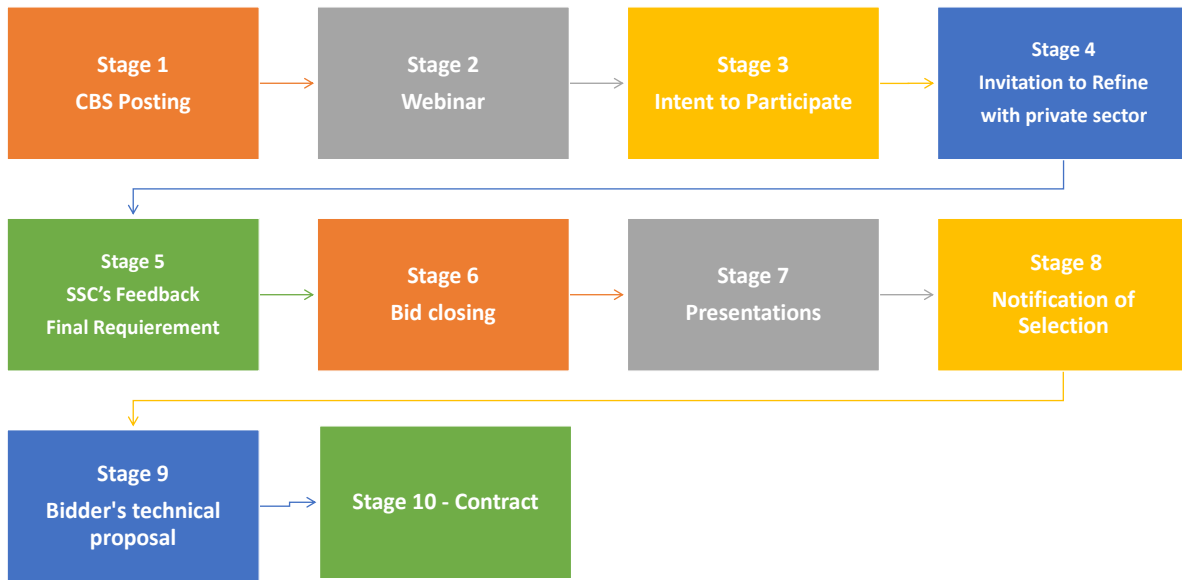 Stage 1
CBS Posting
Stage 2
Webinar
Stage 3
Intent to Participate
Stage 4
Invitation to Refine
with private sector
Stage 5
SSC’s Feedback
Final Requierement
Stage 6
Bid closing
Stage 7
Presentations
Stage 8
Notification of
Selection
Stage 9
Bidder's technical
proposal
Stage 10 - Contract